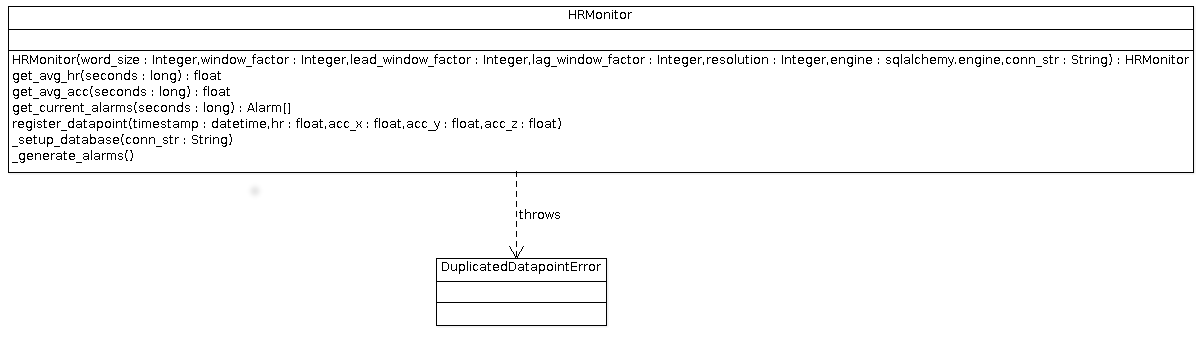 HRMonitor
HRMonitor(word_size : Integer,window_factor : Integer,lead_window_factor : Integer,lag_window_factor : Integer,resolution : Integer,engine : sqlalchemy.engine,conn_str : String) : HRMonitor
get_avg_hr(seconds : long) : float
get_avg_acc(seconds : long) : float
get_current_alarms(seconds : long) : Alarm[]
register_datapoint(timestamp : datetime,hr : float,acc_x : float,acc_y : float,acc_z : float)
_setup_database(conn_str : String)
_generate_alarms()
throws
DuplicatedDatapointError